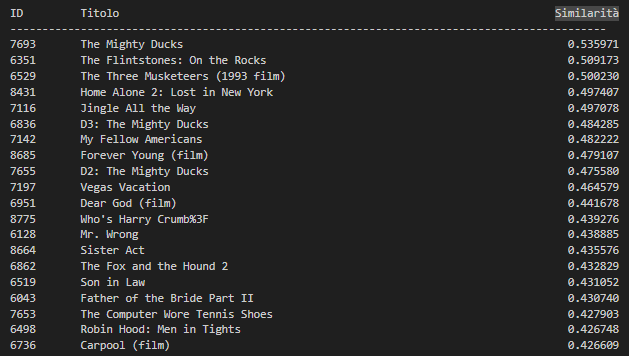 ID Titolo Similarità
--------------------------------------------------------------------------------------------
7693 The Mighty Ducks 0.535971
6351 The Flintstones: On the Rocks 0.509173
6529 The Three Musketeers (1993 film) 0.500230
8431 Home Alone 2: Lost in New York 0.497407
7116 Jingle All the Way 0.497078
6836 D3: The Mighty Ducks 0.484285
7142 My Fellow Americans 0.482222
8685 Forever Young (film) 0.479107
7655 D2: The Mighty Ducks 0.475580
7197 Vegas Vacation 0.464579
6951 Dear God (film) 0.441678
8775 Who's Harry Crumb%3F 0.439276
6128 Mr. Wrong 0.438885
8664 Sister Act 0.435576
6862 The Fox and the Hound 2 0.432829
6519 Son in Law 0.431052
6043 Father of the Bride Part II 0.430740
7653 The Computer Wore Tennis Shoes 0.427903
6498 Robin Hood: Men in Tights 0.426748
6736 Carpool (film) 0.426609